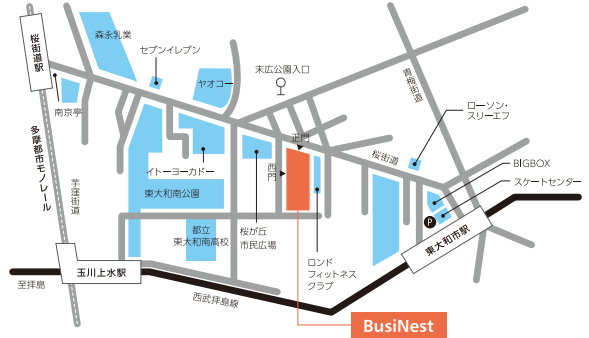 森永乳業
桜街道駅
セブンイレブン
ヤオコー
末広公園入口
青梅街道
南京亭
ローソン・
スリーエフ
正門
桜街道
多摩都市モノレール
芋窪街道
イトーヨーカドー
西門
BIGBOX
スケートセンター
東大和南公園
P
都立
東大和南高校
桜が丘
市民広場
ロンド
フィットネス
クラブ
東大和市駅
玉川上水駅
至拝島
西武拝島線
BusiNest